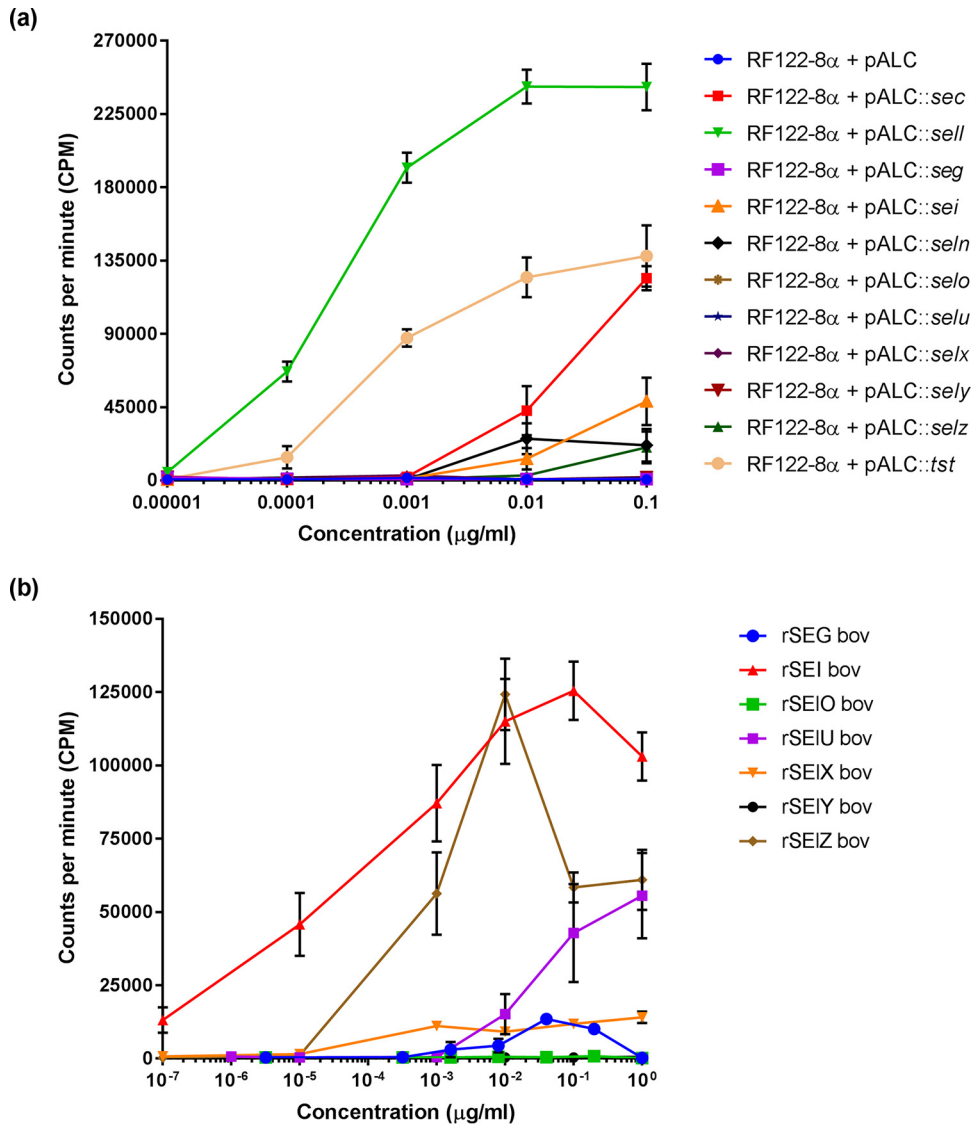 (a)
270000
225000
180000
135000
90000
45000
0
Counts per minute (CPM)
0.00001 0.0001 0.001 0.01 0.1
Concentration (μg/ml)
RF122-8α + pALC
RF122-8α + pALC::sec
RF122-8α + pALC::sell
RF122-8α + pALC::seg
RF122-8α + pALC::sei
RF122-8α + pALC::seln
RF122-8α + pALC::selo
RF122-8α + pALC::selu
RF122-8α + pALC::selx
RF122-8α + pALC::sely
RF122-8α + pALC::selz
RF122-8α + pALC::tst
(b)
150000
125000
100000
75000
50000
25000
0
Counts per minute (CPM)
10⁻⁷ 10⁻⁶ 10⁻⁵ 10⁻⁴ 10⁻³ 10⁻² 10⁻¹ 10⁰
Concentration (μg/ml)
rSEG bov
rSEI bov
rSElO bov
rSElU bov
rSElX bov
rSElY bov
rSElZ bov